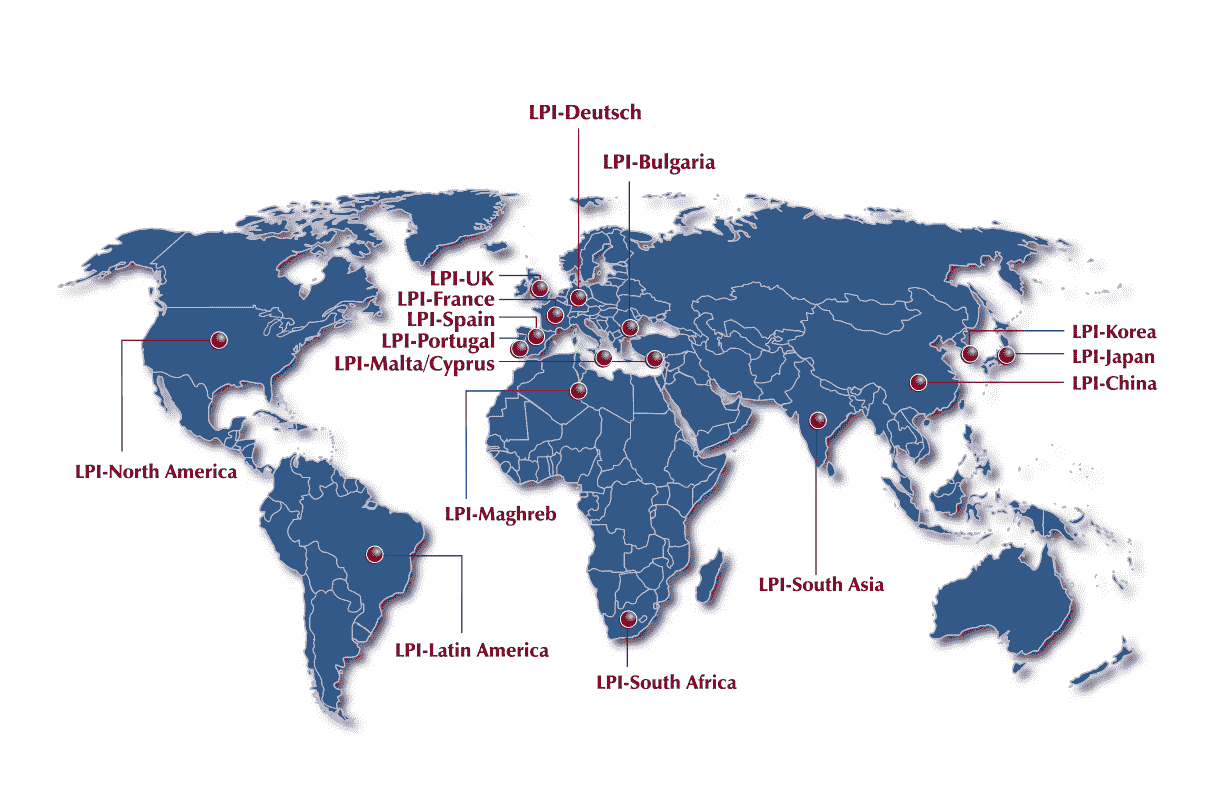 LPI-Deutsch
LPI-Bulgaria
LPI-UK
LPI-France
LPI-Spain
LPI-Portugal
LPI-Malta/Cyprus
LPI-Korea
LPI-Japan
LPI-China
LPI-North America
LPI-Maghreb
LPI-South Asia
LPI-Latin America
LPI-South Africa